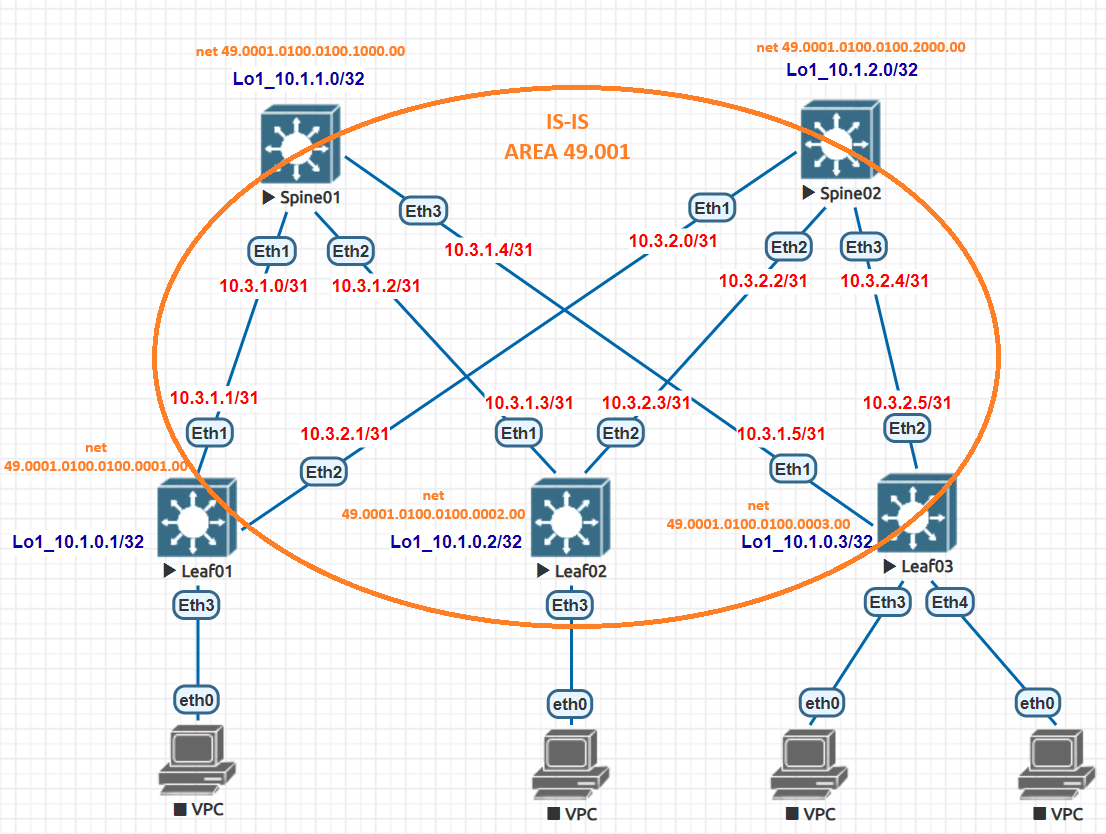 net 49.0001.0100.0100.1000.00
Lo1_10.1.1.0/32
net 49.0001.0100.0100.2000.00
Lo1_10.1.2.0/32
IS-IS
AREA 49.001
Spine01
Spine02
Eth3
Eth1
Eth1
Eth2
Eth2
Eth3
10.3.1.4/31
10.3.2.0/31
10.3.1.0/31
10.3.1.2/31
10.3.2.2/31
10.3.2.4/31
10.3.1.1/31
10.3.1.3/31
10.3.2.3/31
10.3.2.5/31
Eth1
10.3.2.1/31
Eth1
Eth2
10.3.1.5/31
Eth2
net
49.0001.0100.0100.0001.00
Eth2
Eth1
net
49.0001.0100.0100.0002.00
net
49.0001.0100.0100.0003.00
Lo1_10.1.0.1/32
Lo1_10.1.0.2/32
Lo1_10.1.0.3/32
Leaf01
Leaf02
Leaf03
Eth3
Eth3
Eth3
Eth4
eth0
eth0
eth0
eth0
VPC
VPC
VPC
VPC